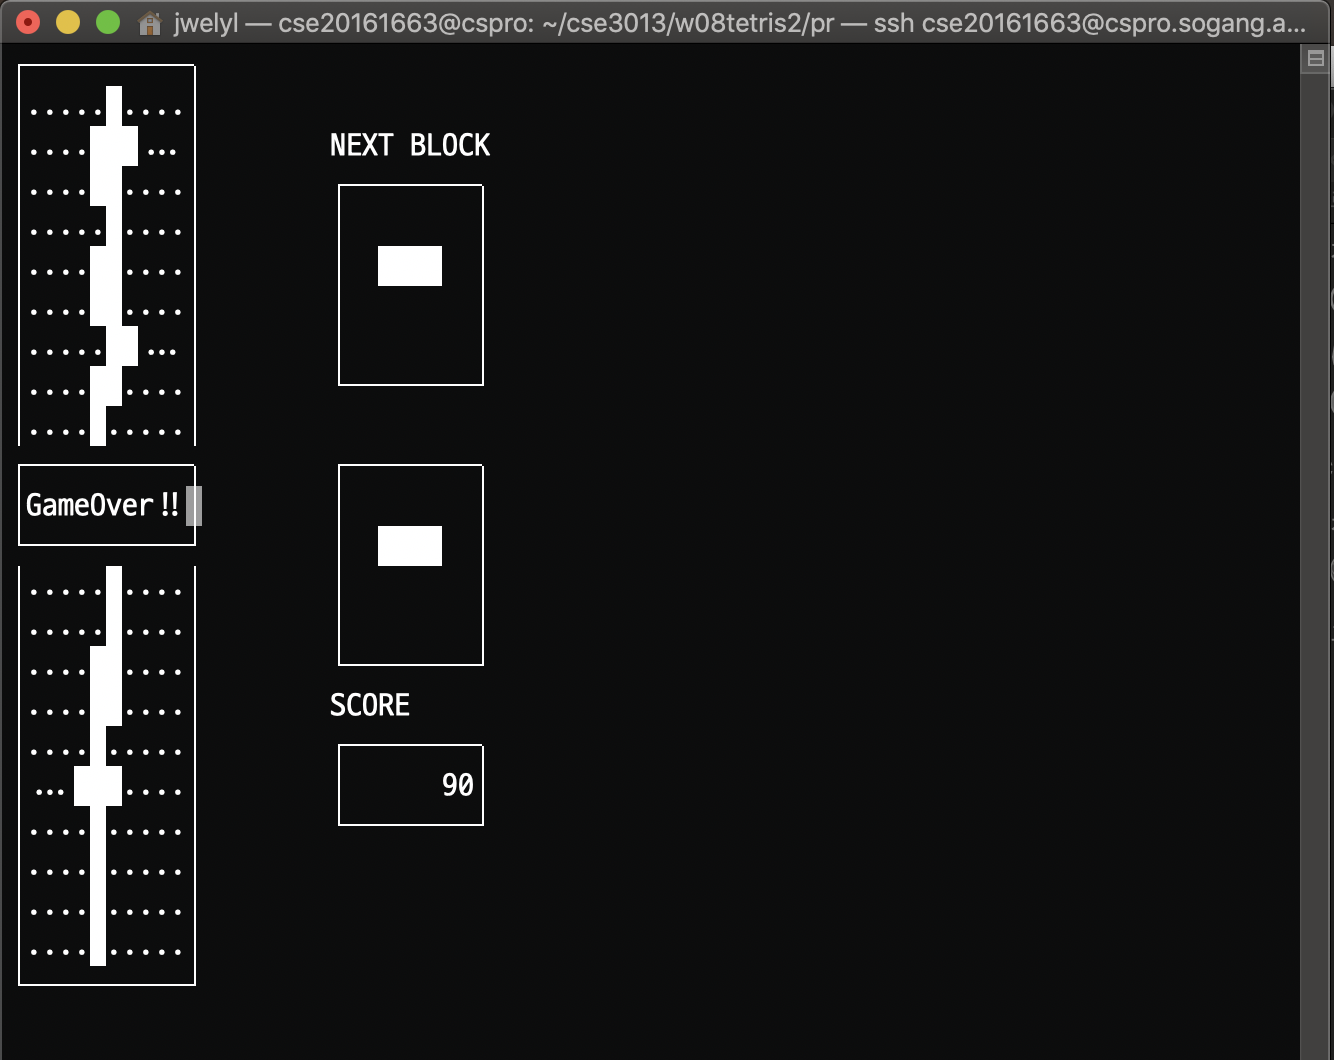 jwelyl — cse20161663@cspro: ~/cse3013/w08tetris2/pr — ssh cse20161663@cspro.sogang.a...
NEXT BLOCK
GameOver!!
SCORE
90